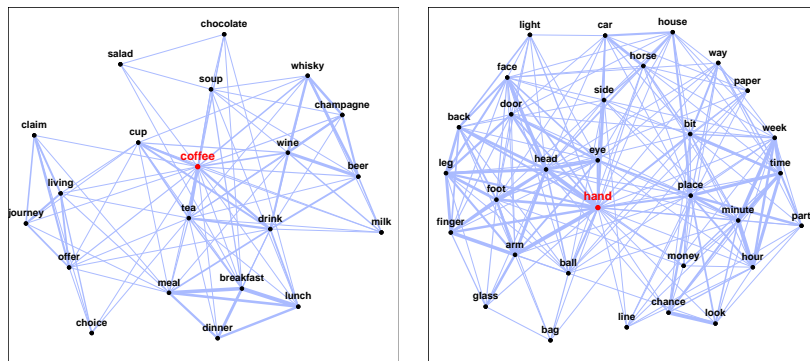 chocolate
salad
soup
whisky
champagne
claim
cup
coffee
wine
beer
living
tea
drink
journey
milk
offer
meal
breakfast
lunch
choice
dinner
light
car
house
face
horse
way
door
side
paper
back
bit
week
leg
head
eye
time
foot
hand
place
finger
minute
part
arm
ball
money
hour
glass
chance
bag
line
look